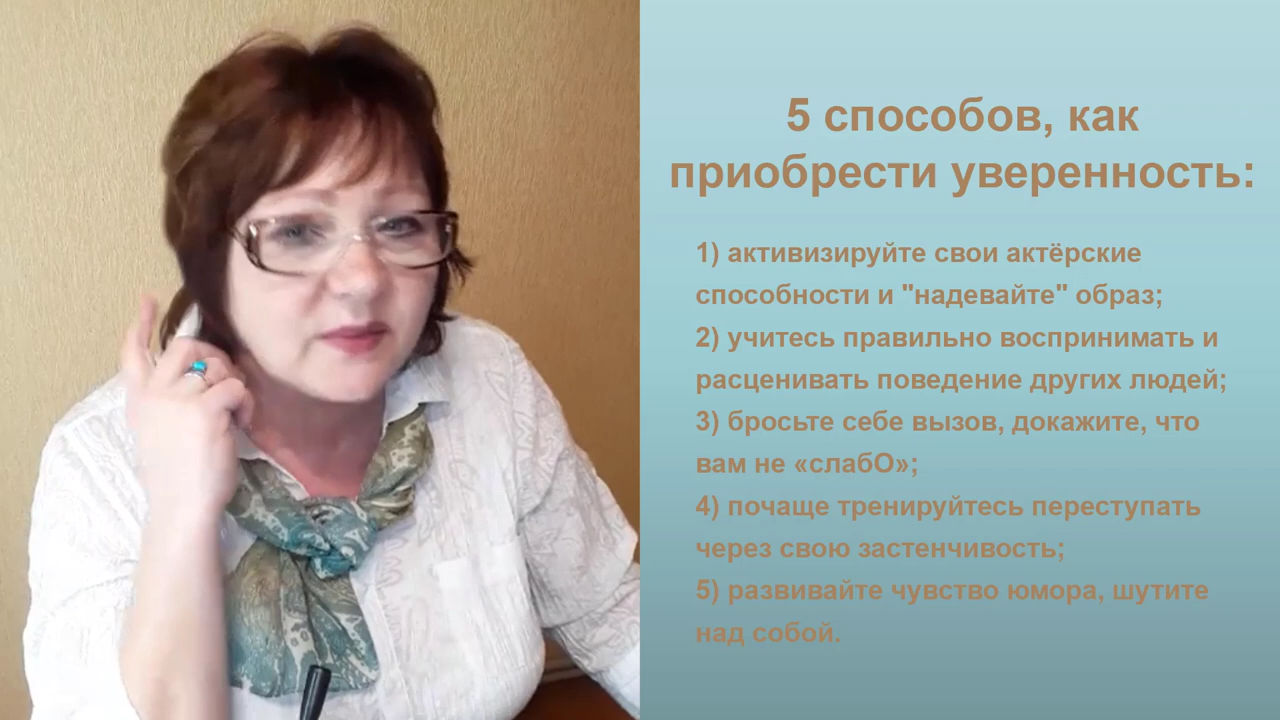 5 способов, как
приобрести уверенность:
1) активизируйте свои актёрские
способности и "надевайте" образ;
2) учитесь правильно воспринимать и
расценивать поведение других людей;
3) бросьте себе вызов, докажите, что
вам не «слабО»;
4) почаще тренируйтесь переступать
через свою застенчивость;
5) развивайте чувство юмора, шутите
над собой.